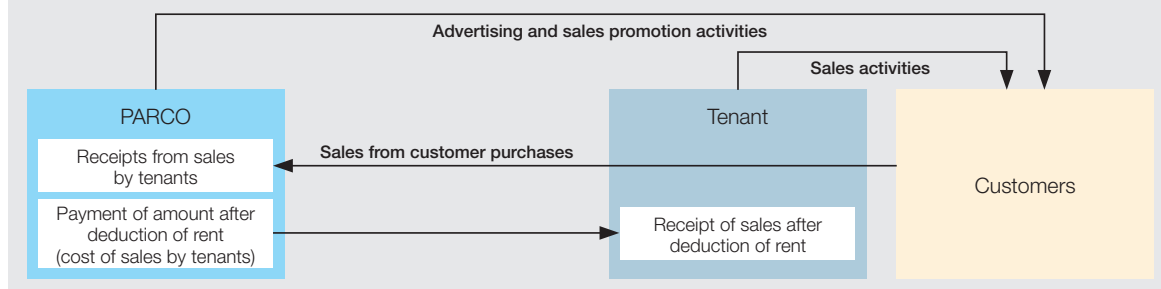 Advertising and sales promotion activities
Sales activities
PARCO
Tenant
Receipts from sales
by tenants
Sales from customer purchases
Customers
Payment of amount after
deduction of rent
(cost of sales by tenants)
Receipt of sales after
deduction of rent